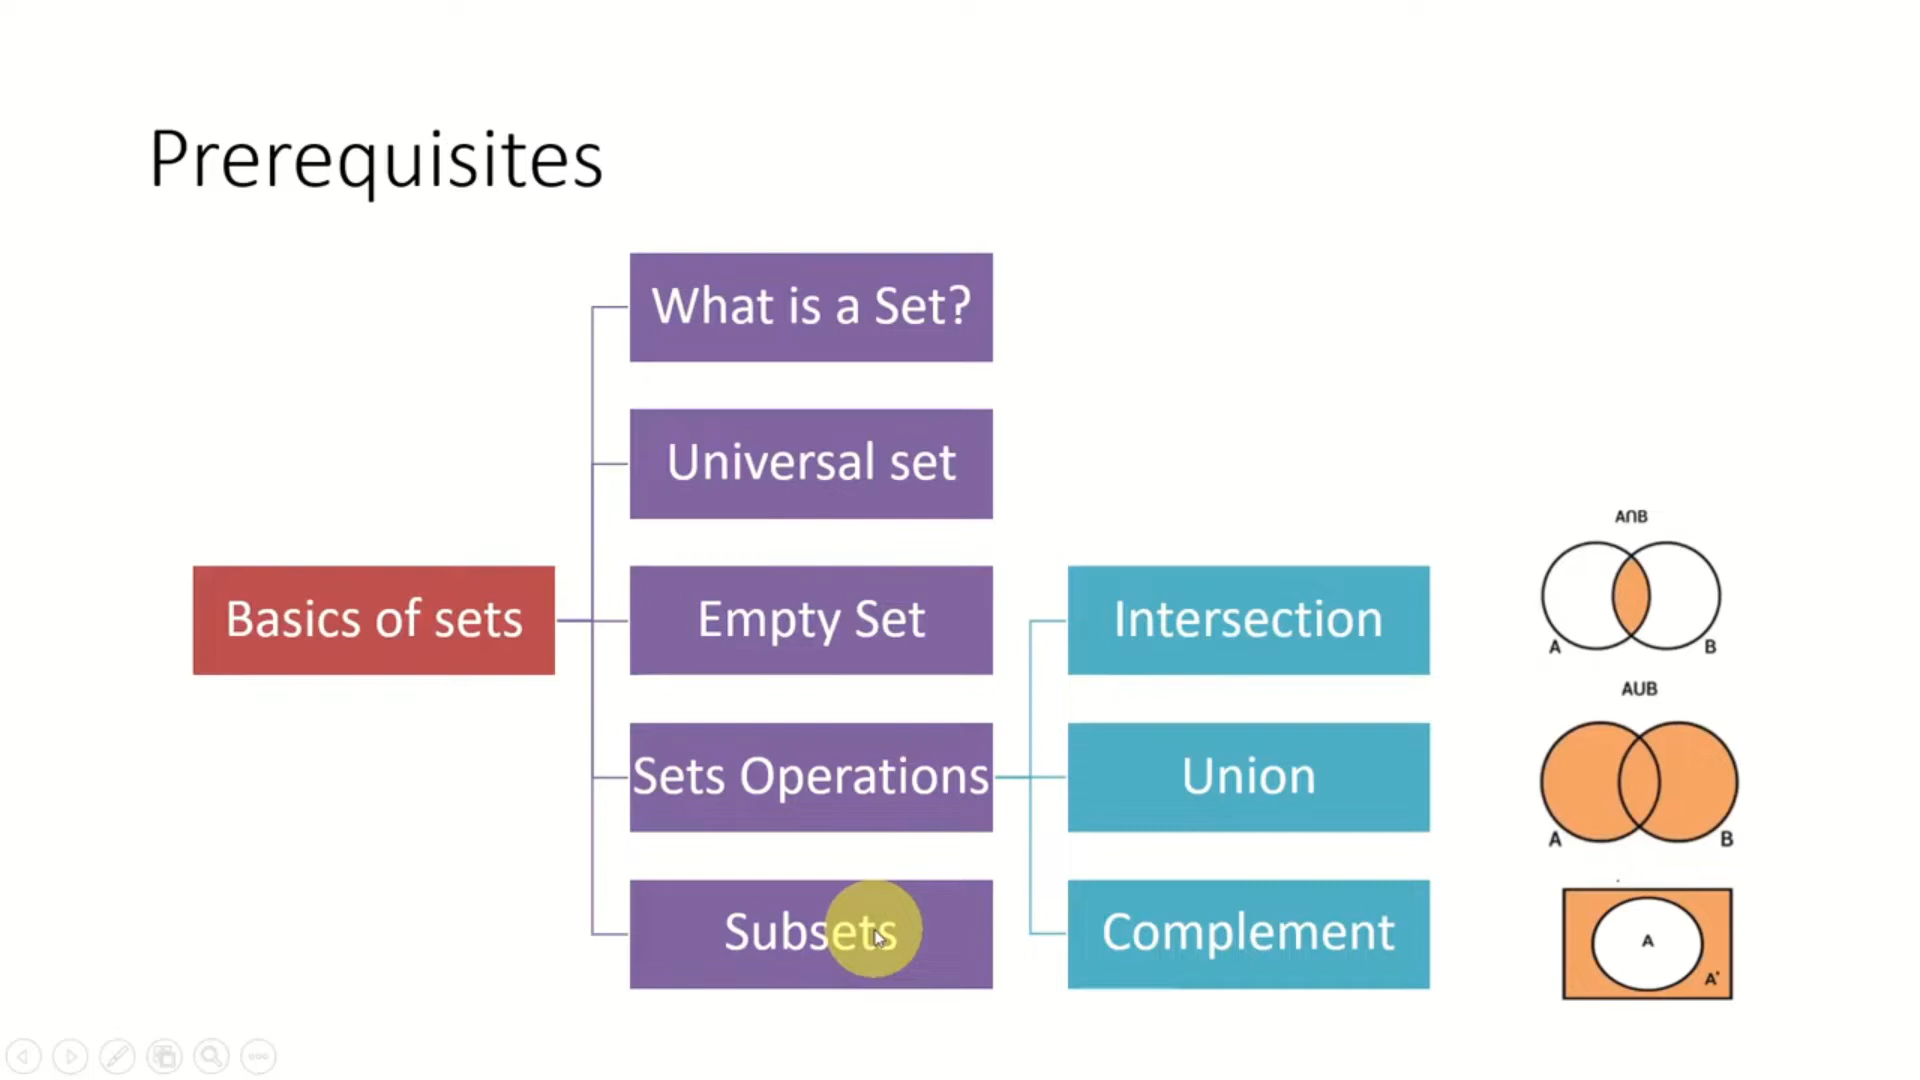 Prerequisites
What is a Set?
Universal set
Basics of sets
Empty Set
Sets Operations
Subsets
Intersection
Union
Complement
A∩B
A
B
AUB
A
B
A
A'